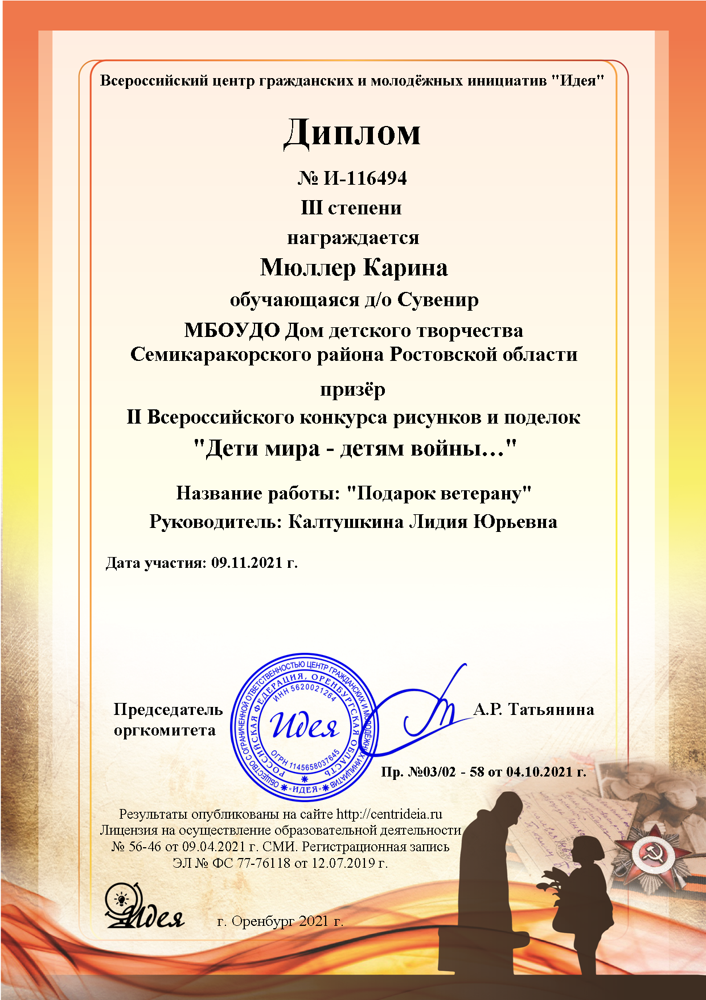 Всероссийский центр гражданских и молодёжных инициатив "Идея"
Диплом
№ И-116494
III степени
награждается
Мюллер Карина
обучающаяся д/о Сувенир
МБОУДО Дом детского творчества
Семикаракорского района Ростовской области
призёр
II Всероссийского конкурса рисунков и поделок
"Дети мира - детям войны…"
Название работы: "Подарок ветерану"
Руководитель: Калтушкина Лидия Юрьевна
Дата участия: 09.11.2021 г.
Председатель
оргкомитета
ОБЩЕСТВО С ОГРАНИЧЕННОЙ ОТВЕТСТВЕННОСТЬЮ ЦЕНТР ГРАЖДАНСКИХ И МОЛОДЁЖНЫХ ИНИЦИАТИВ
«ИДЕЯ»
РОССИЙСКАЯ ФЕДЕРАЦИЯ, ОРЕНБУРГСКАЯ ОБЛАСТЬ
ИНН 5620021264
Идея
ОГРН 1145658037645
А.Р. Татьянина
Пр. №03/02 - 58 от 04.10.2021 г.
Результаты опубликованы на сайте http://centrideia.ru
Лицензия на осуществление образовательной деятельности
№ 56-46 от 09.04.2021 г. СМИ. Регистрационная запись
ЭЛ № ФС 77-76118 от 12.07.2019 г.
Идея
г. Оренбург 2021 г.